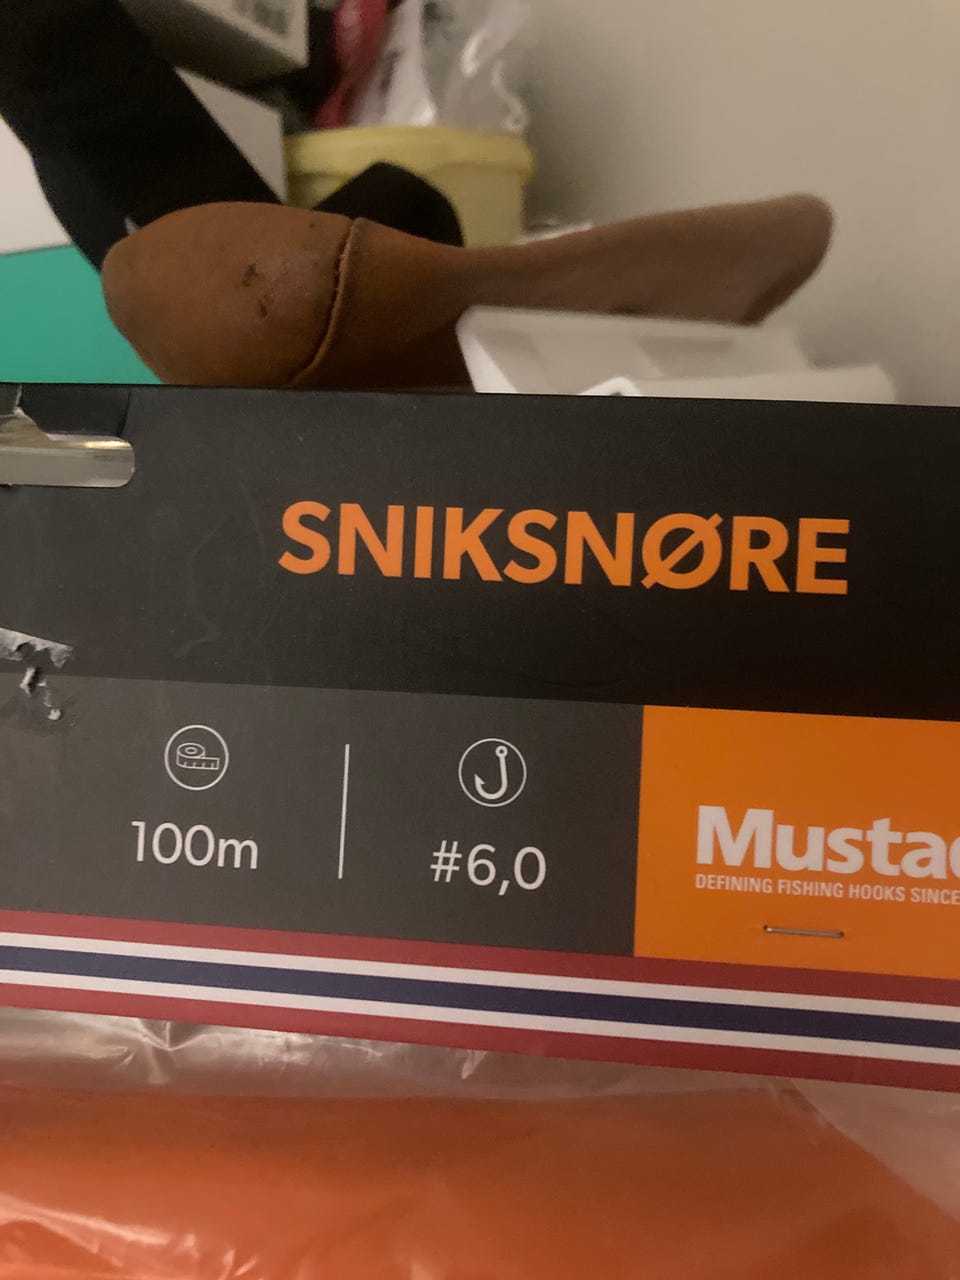 SNIKSNØRE
100m
#6,0
Mustad
DEFINING FISHING HOOKS SINCE